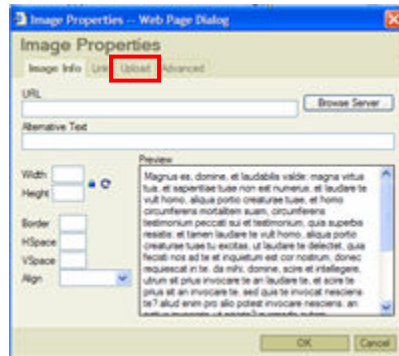 Image Properties -- Web Page Dialog
Image Properties
Image Info Link Upload Advanced
URL
Browse Server
Alternative Text
Preview
Width
Height
Border
HSpace
VSpace
Align
Magnus es, domine, et laudabilis valde: magna virtus
tua, et sapientiae tuae non est numerus. et laudare te
vult homo, aliqua portio creaturae tuae, et homo
circumferens mortalitem suam, circumferens
testimonium peccati sui et testimonium, quia superbis
resistis: et tamen laudare te vult homo, aliqua portio
creaturae tuae tu excitas, ut laudare te delectet, quia
fecisti nos ad te et inquietum est cor nostrum, donec
requiescat in te. da mihi, domine, scire et intellegere,
utrum sit prius invocare te an laudare te, et scire te
prius sit an invocare te. sed quis te invocat nesciens
te? aliud enim pro alio potest invocare nesciens. an
OK
Cancel